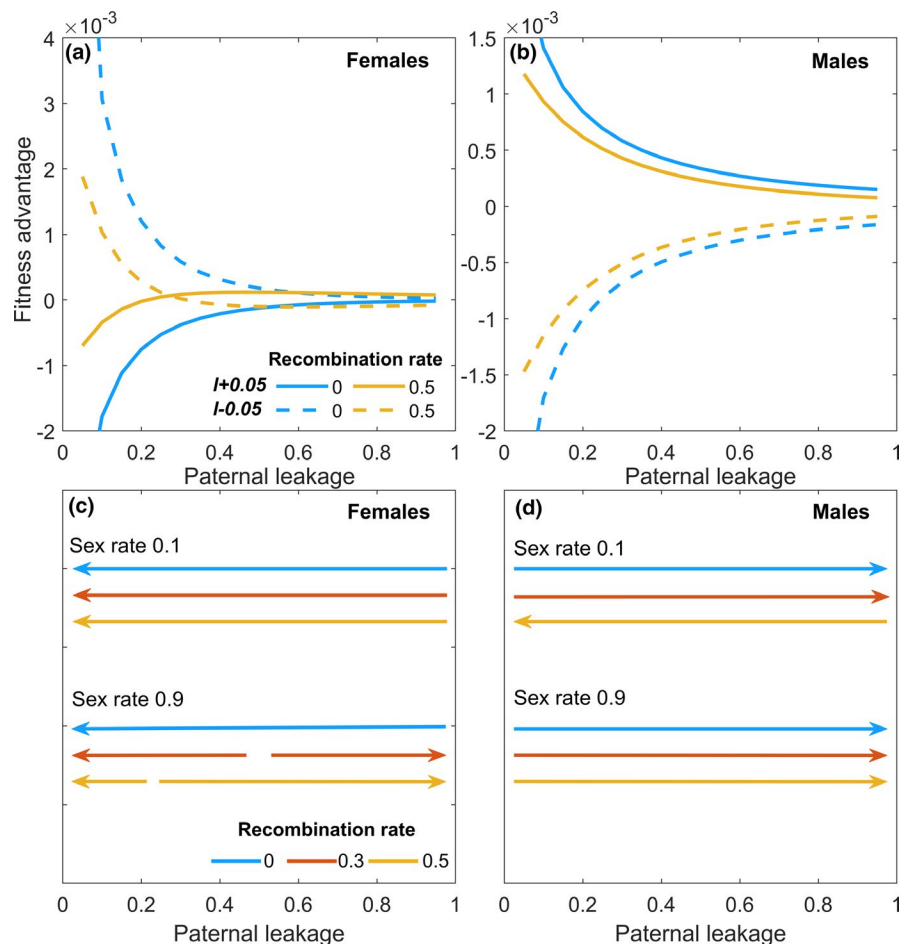 ×10⁻³
(a)
Females
4
3
2
1
0
-1
-2
Fitness advantage
Recombination rate
l+0.05 0 0.5
l-0.05 0 0.5
0 0.2 0.4 0.6 0.8 1
Paternal leakage
×10⁻³
(b)
Males
1.5
1
0.5
0
-0.5
-1
-1.5
-2
0 0.2 0.4 0.6 0.8 1
Paternal leakage
(c)
Females
Sex rate 0.1
Sex rate 0.9
Recombination rate
0 0.3 0.5
0 0.2 0.4 0.6 0.8 1
Paternal leakage
(d)
Males
Sex rate 0.1
Sex rate 0.9
0 0.2 0.4 0.6 0.8 1
Paternal leakage